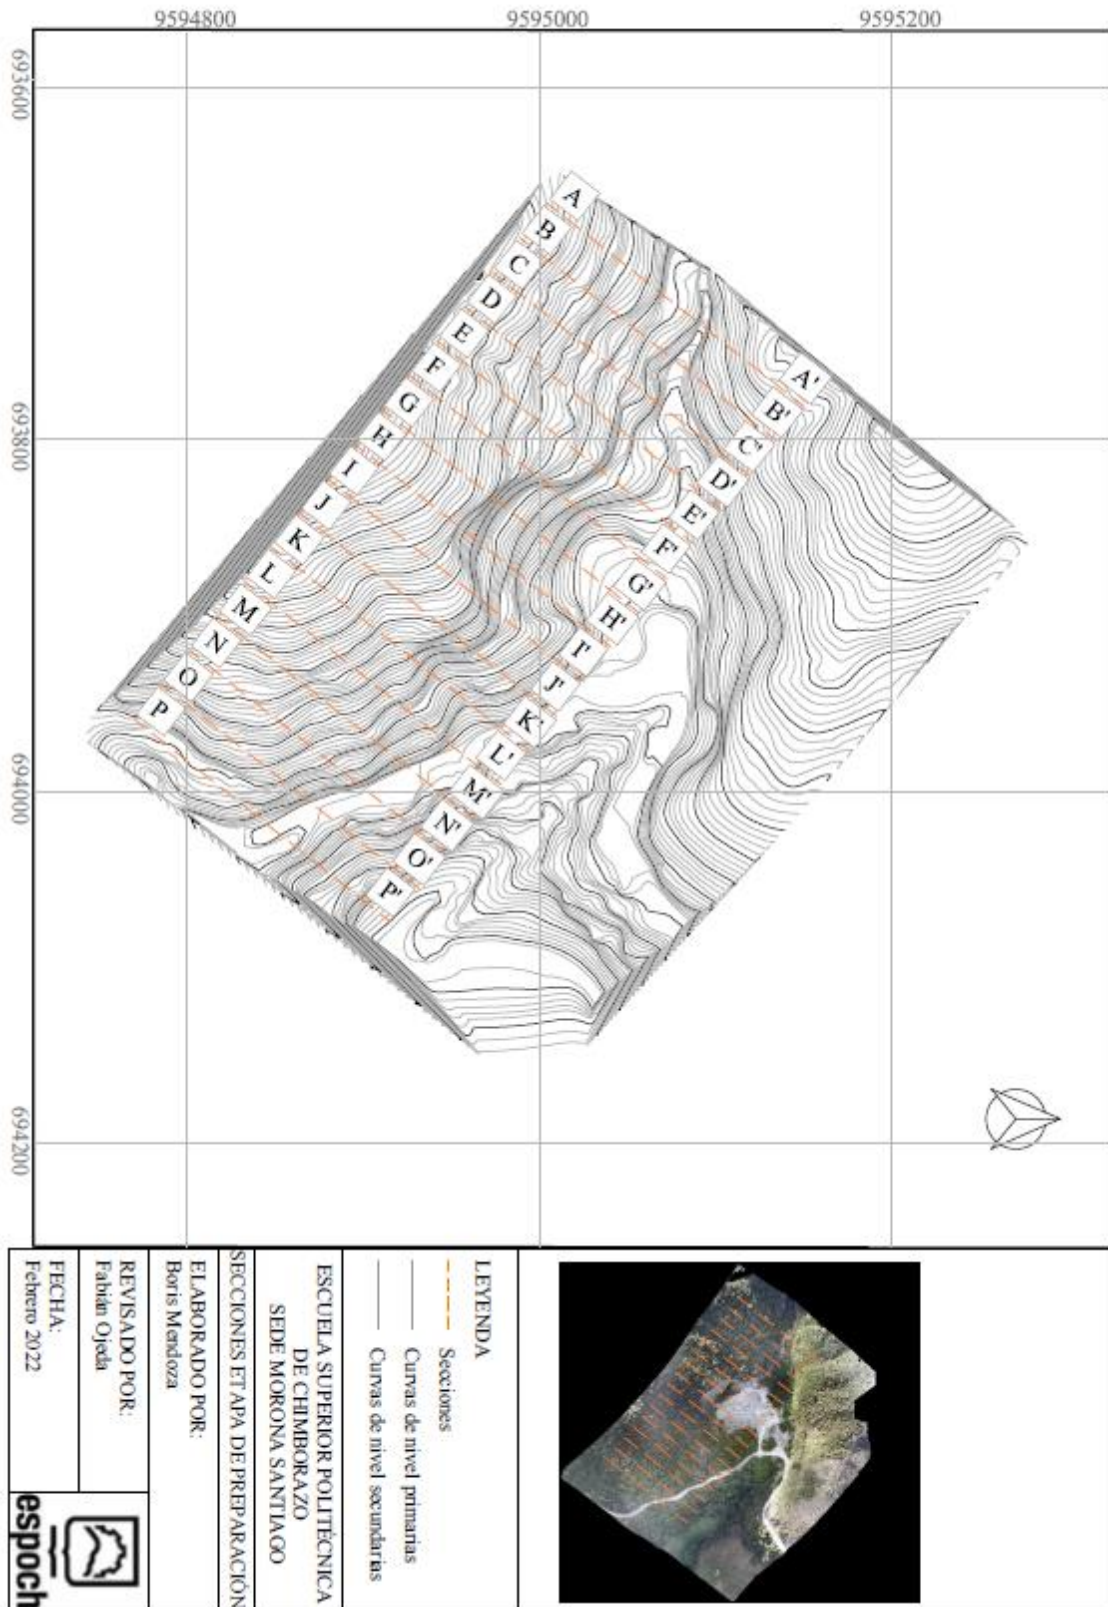 9594800
9595000
9595200
693600
693800
694000
694200
A
B
C
D
E
F
G
H
I
J
K
L
M
N
O
P
A'
B'
C'
D'
E'
F'
G'
H'
I'
J'
K'
L'
M'
N'
O'
P'
LEYENDA
Secciones
Curvas de nivel primarias
Curvas de nivel secundarias
ESCUELA SUPERIOR POLITÉCNICA
DE CHIMBORAZO
SEDE MORONA SANTIAGO
SECCIONES ETAPA DE PREPARACIÓN
ELABORADO POR:
Boris Mendoza
REVISADO POR:
Fabián Ojeda
FECHA:
Febrero 2022
espoch